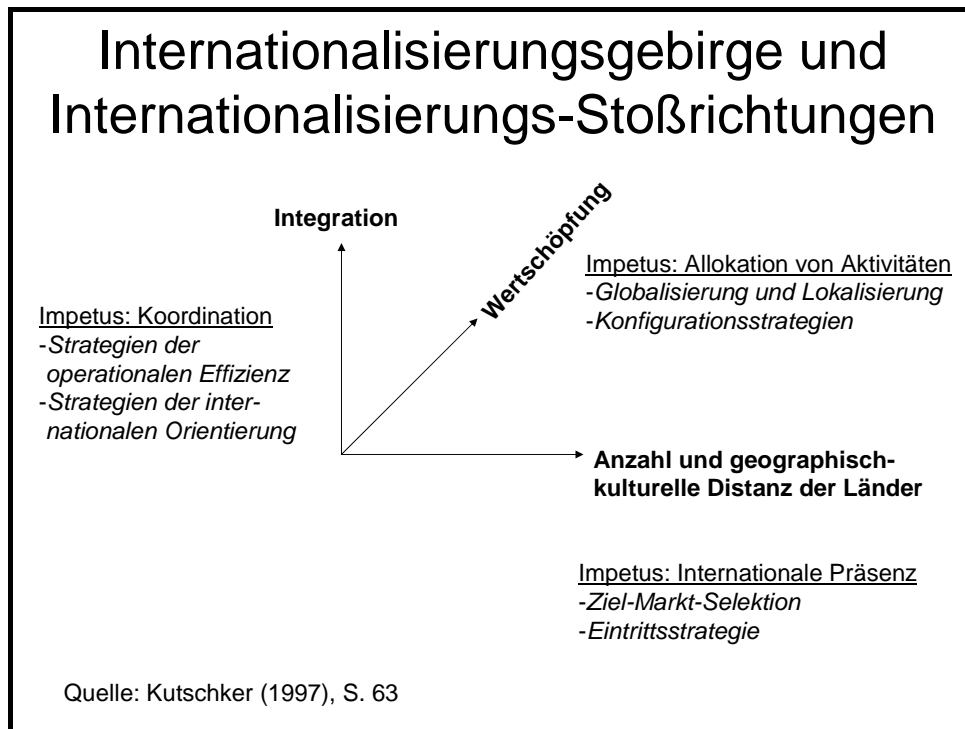 Internationalisierungsgebirge und
Internationalisierungs-Stoßrichtungen
Integration
Wertschöpfung
Impetus: Allokation von Aktivitäten
-Globalisierung und Lokalisierung
-Konfigurationsstrategien
Impetus: Koordination
-Strategien der
operationalen Effizienz
-Strategien der inter-
nationalen Orientierung
Anzahl und geographisch-
kulturelle Distanz der Länder
Impetus: Internationale Präsenz
-Ziel-Markt-Selektion
-Eintrittsstrategie
Quelle: Kutschker (1997), S. 63